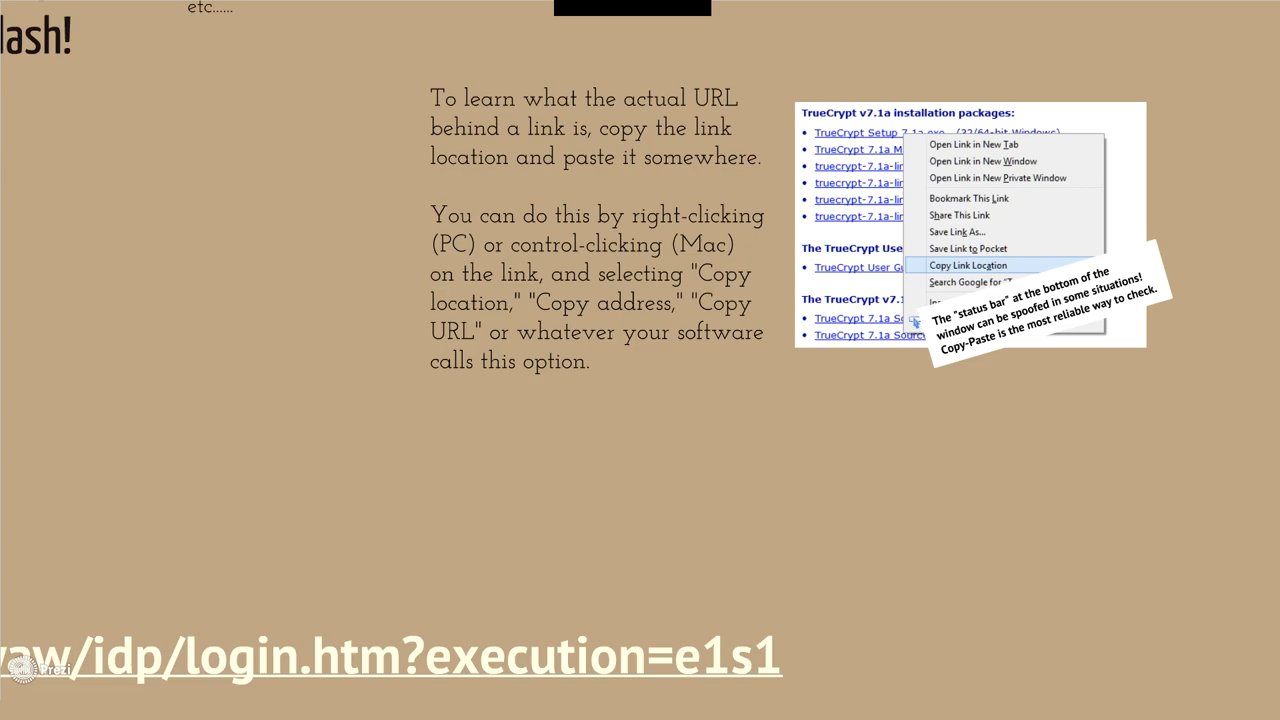 etc......
lash!
To learn what the actual URL
behind a link is, copy the link
location and paste it somewhere.
You can do this by right-clicking
(PC) or control-clicking (Mac)
on the link, and selecting "Copy
location," "Copy address," "Copy
URL" or whatever your software
calls this option.
TrueCrypt v7.1a installation packages:
TrueCrypt Setup 7.1a.exe (32/64-bit Windows)
TrueCrypt 7.1a M
truecrypt-7.1a-lin
truecrypt-7.1a-lin
truecrypt-7.1a-lin
truecrypt-7.1a-lin
The TrueCrypt Use
TrueCrypt User Gu
The TrueCrypt v7.1
TrueCrypt 7.1a So
TrueCrypt 7.1a Sourc
Open Link in New Tab
Open Link in New Window
Open Link in New Private Window
Bookmark This Link
Share This Link
Save Link As...
Save Link to Pocket
Copy Link Location
Search Google for "T
The "status bar" at the bottom of the
window can be spoofed in some situations!
Copy-Paste is the most reliable way to check.
aw/idp/login.htm?execution=e1s1
Prezi